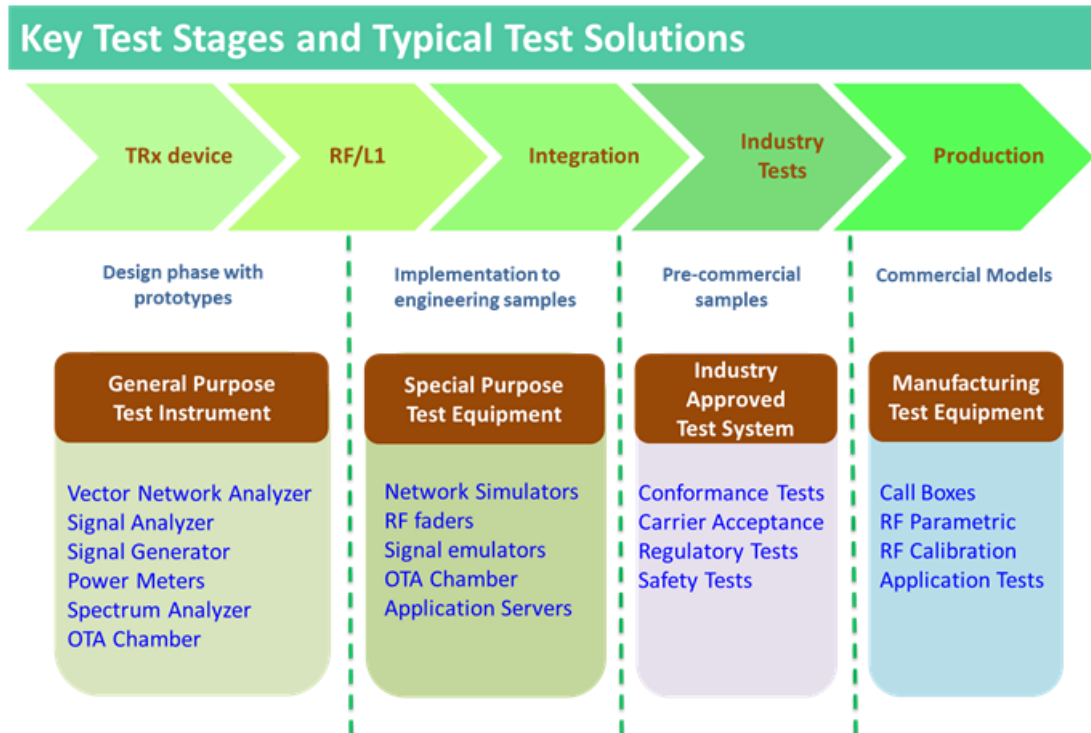 Key Test Stages and Typical Test Solutions
TRx device
RF/L1
Integration
Industry
Tests
Production
Design phase with
prototypes
Implementation to
engineering samples
Pre-commercial
samples
Commercial Models
General Purpose
Test Instrument
Vector Network Analyzer
Signal Analyzer
Signal Generator
Power Meters
Spectrum Analyzer
OTA Chamber
Special Purpose
Test Equipment
Network Simulators
RF faders
Signal emulators
OTA Chamber
Application Servers
Industry
Approved
Test System
Conformance Tests
Carrier Acceptance
Regulatory Tests
Safety Tests
Manufacturing
Test Equipment
Call Boxes
RF Parametric
RF Calibration
Application Tests